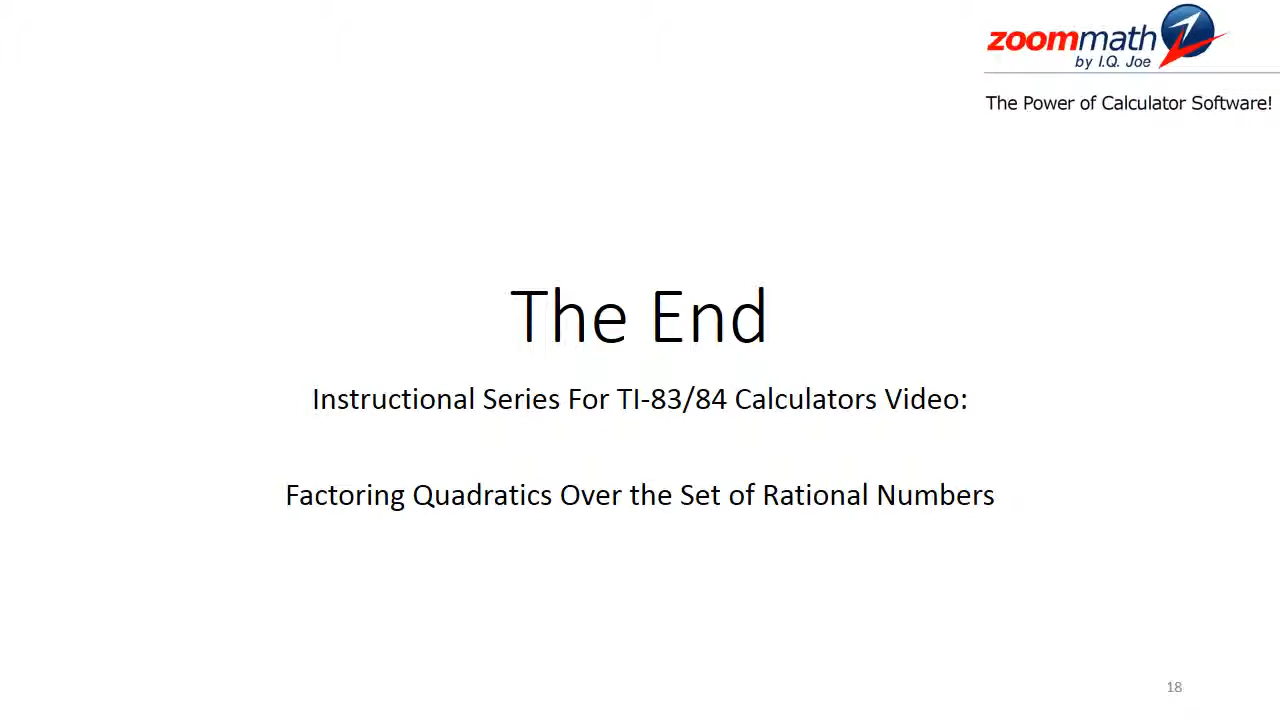 zoommath
by I.Q. Joe
The Power of Calculator Software!
The End
Instructional Series For TI-83/84 Calculators Video:
Factoring Quadratics Over the Set of Rational Numbers
18